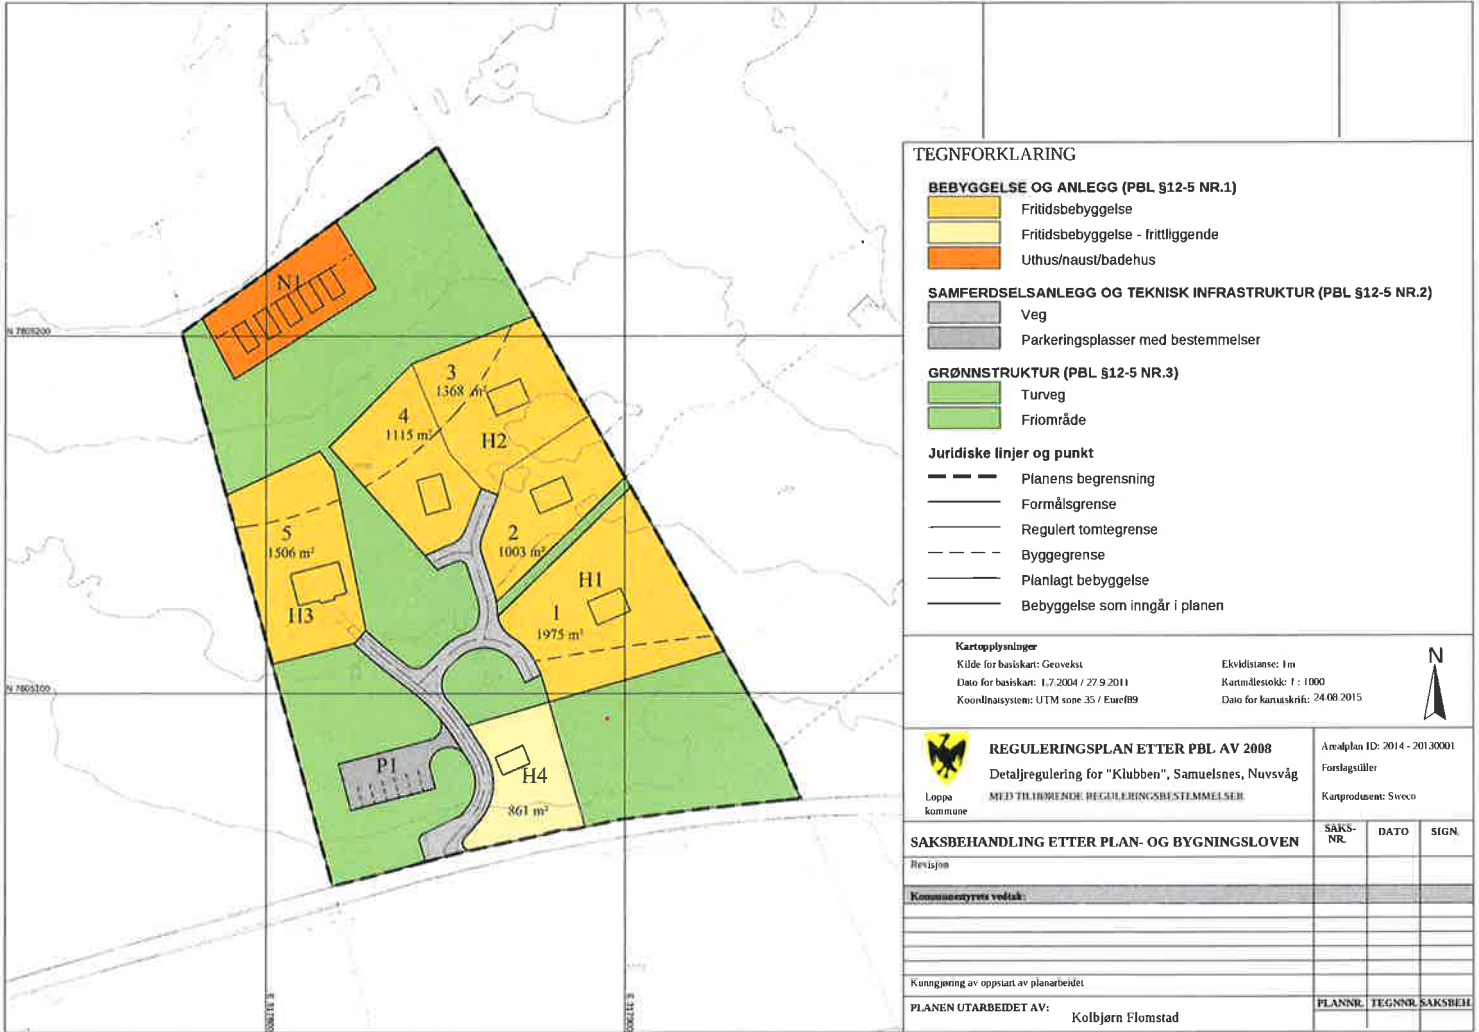 N1
N 7805200
3
1368 m²
4
1115 m²
H2
5
1506 m²
2
1003 m²
H1
H3
1
1975 m²
N 7805100
P1
H4
861 m²
TEGNFORKLARING
BEBYGGELSE OG ANLEGG (PBL §12-5 NR.1)
Fritidsbebyggelse
Fritidsbebyggelse - frittliggende
Uthus/naust/badehus
SAMFERDSELSANLEGG OG TEKNISK INFRASTRUKTUR (PBL §12-5 NR.2)
Veg
Parkeringsplasser med bestemmelser
GRØNNSTRUKTUR (PBL §12-5 NR.3)
Turveg
Friområde
Juridiske linjer og punkt
Planens begrensning
Formålsgrense
Regulert tomtegrense
Byggegrense
Planlagt bebyggelse
Bebyggelse som inngår i planen
Kartopplysninger
Kilde for basiskart: Geovekst
Dato for basiskart: 1.7.2004 / 27.9.2011
Koordinatsystem: UTM sone 35 / Euref89
Ekvidistanse: 1m
Kartmålestokk: 1 : 1000
Dato for kartutskrift: 24.08.2015
N
Loppa
kommune
REGULERINGSPLAN ETTER PBL AV 2008
Detaljregulering for "Klubben", Samuelsnes, Nuvsvåg
MED TILHØRENDE REGULERINGSBESTEMMELSER
Arealplan ID: 2014 - 20130001
Forslagstiller
Kartprodusent: Sweco
SAKSBEHANDLING ETTER PLAN- OG BYGNINGSLOVEN
SAKS-
NR.
DATO
SIGN.
Revisjon
Kommunestyrets vedtak:
Kunngjøring av oppstart av planarbeidet
PLANEN UTARBEIDET AV:
Kolbjørn Flomstad
PLANNR.
TEGNNR.
SAKSBEH.